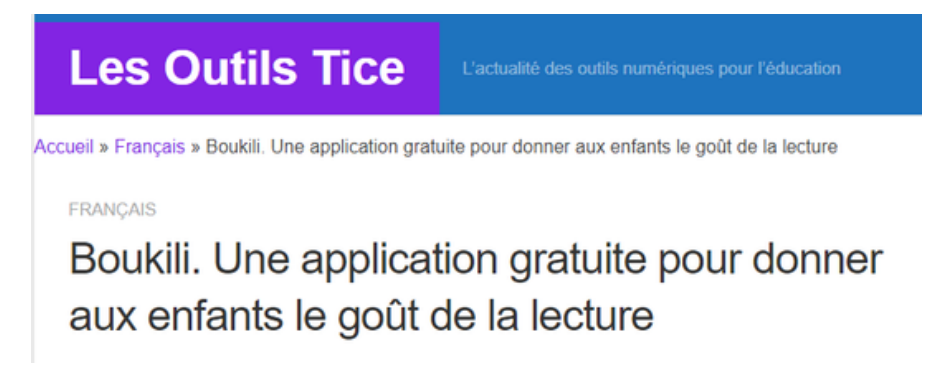 Les Outils Tice
L'actualité des outils numériques pour l'éducation
Accueil » Français » Boukili. Une application gratuite pour donner aux enfants le goût de la lecture
FRANÇAIS
Boukili. Une application gratuite pour donner
aux enfants le goût de la lecture